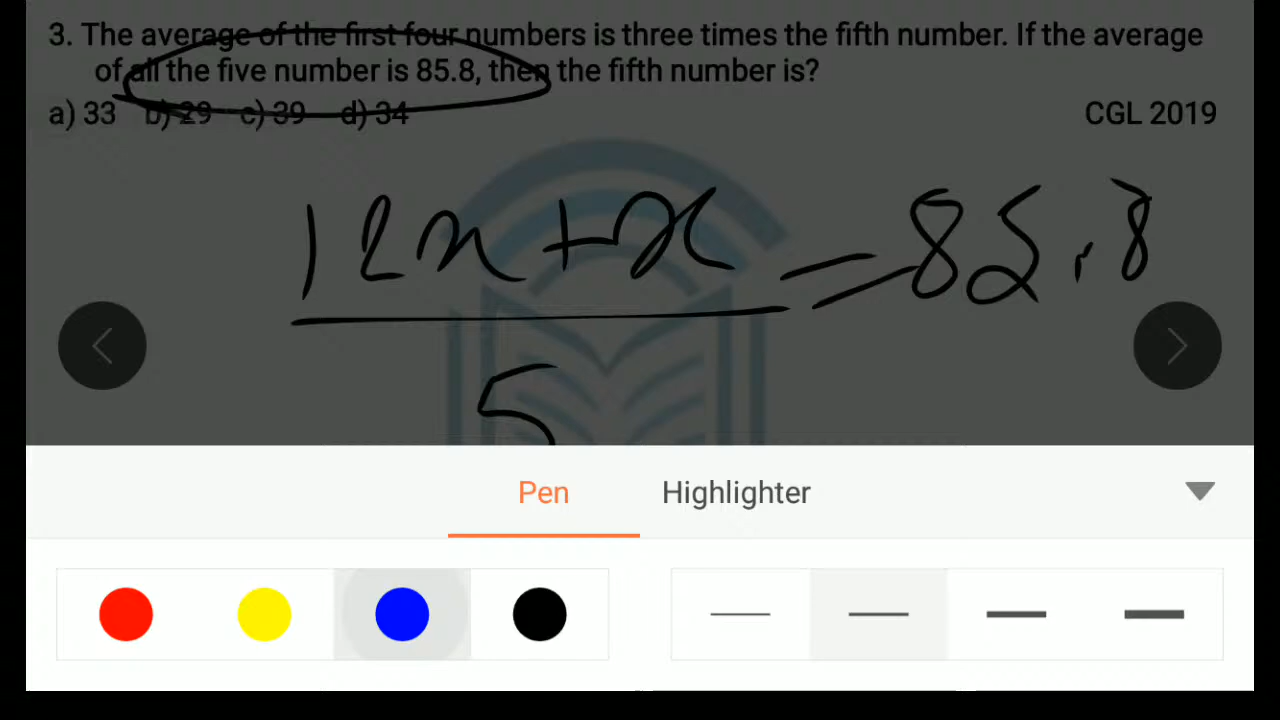 3. The average of the first four numbers is three times the fifth number. If the average
of all the five number is 85.8, then the fifth number is?
a) 33 b) 29 c) 39 d) 34 CGL 2019
12x + x = 85.8
5
Pen Highlighter